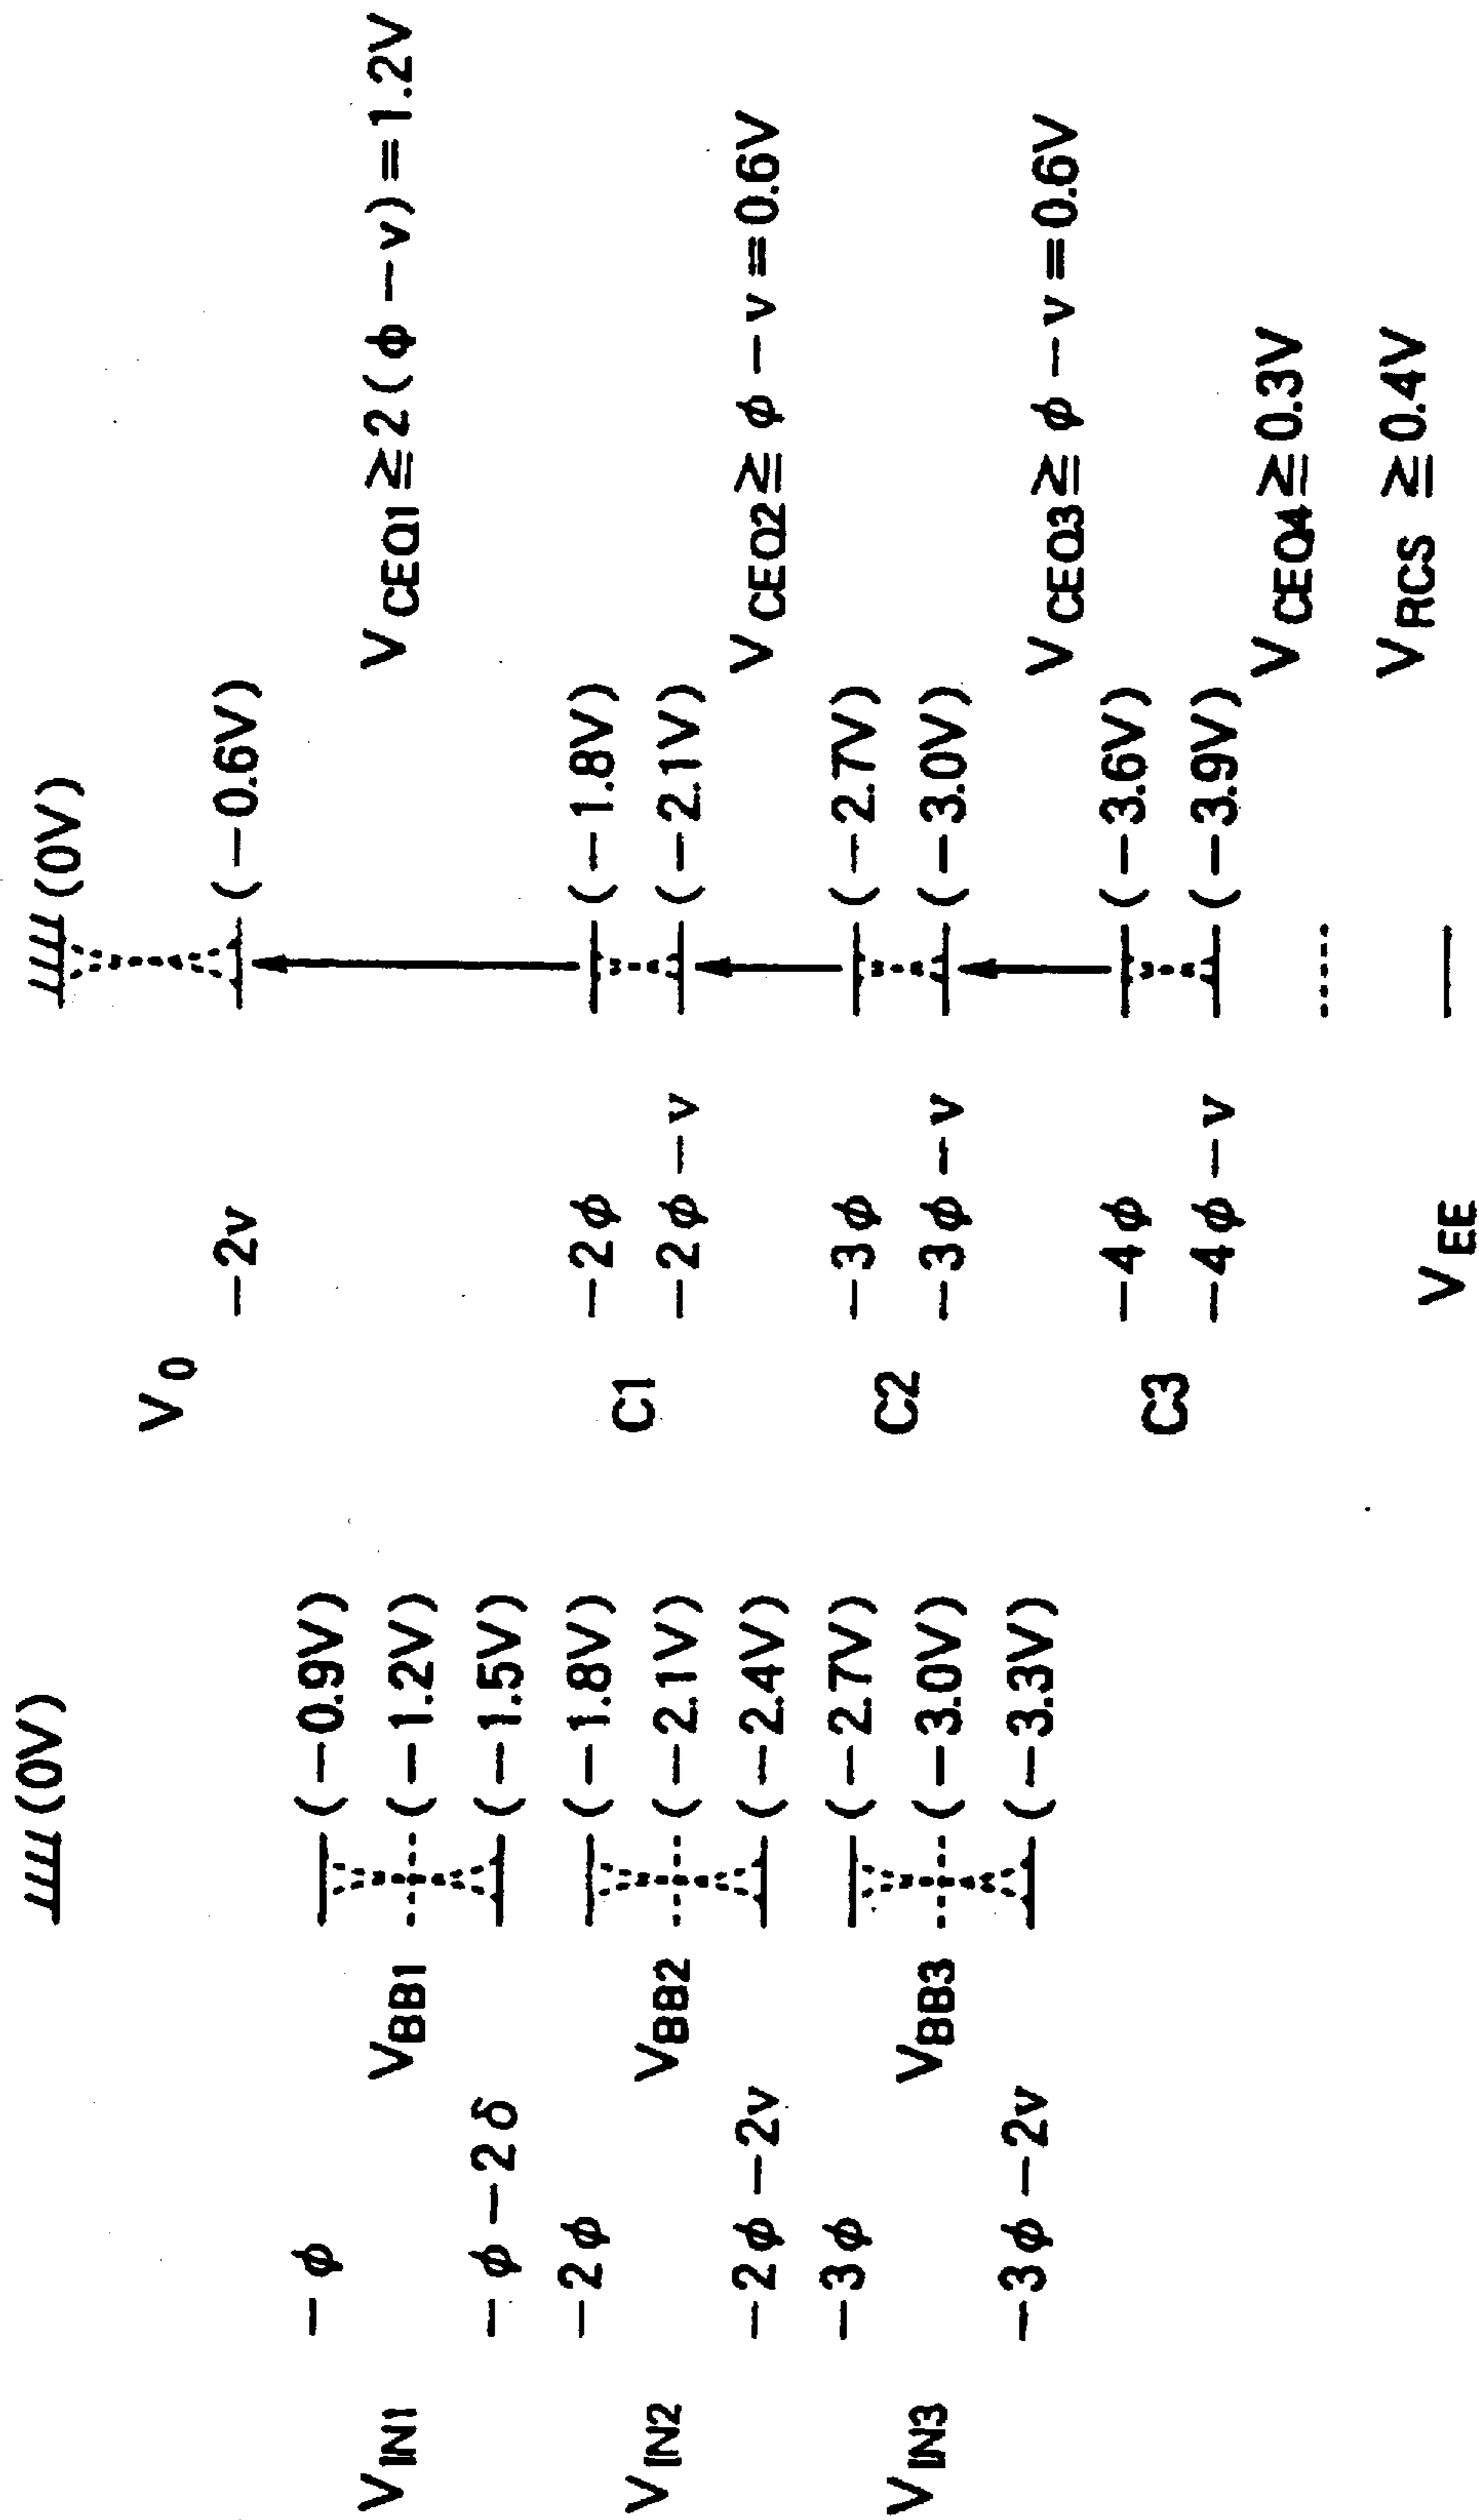 (0V)
−φ (−0.9V)
V_IN1 V_BB1 (−1.2V)
−φ−2δ (−1.5V)
−2φ (−1.8V)
V_IN2 V_BB2 (−2.1V)
−2φ−2v (−2.4V)
−3φ (−2.7V)
V_IN3 V_BB3 (−3.0V)
−3φ−2v (−3.3V)
(0V)
V_O
−2v (−0.6V)
V_CEQ1≧2(φ−v)=1.2V
−2φ (−1.8V)
C1
−2φ−v (−2.1V)
V_CEQ2≧φ−v=0.6V
−3φ (−2.7V)
C2
−3φ−v (−3.0V)
V_CEQ3≧φ−v=0.6V
−4φ (−3.6V)
C3
−4φ−v (−3.9V)
V_CEQ4≧0.3V
V_RCS ≧0.4V
V_EE